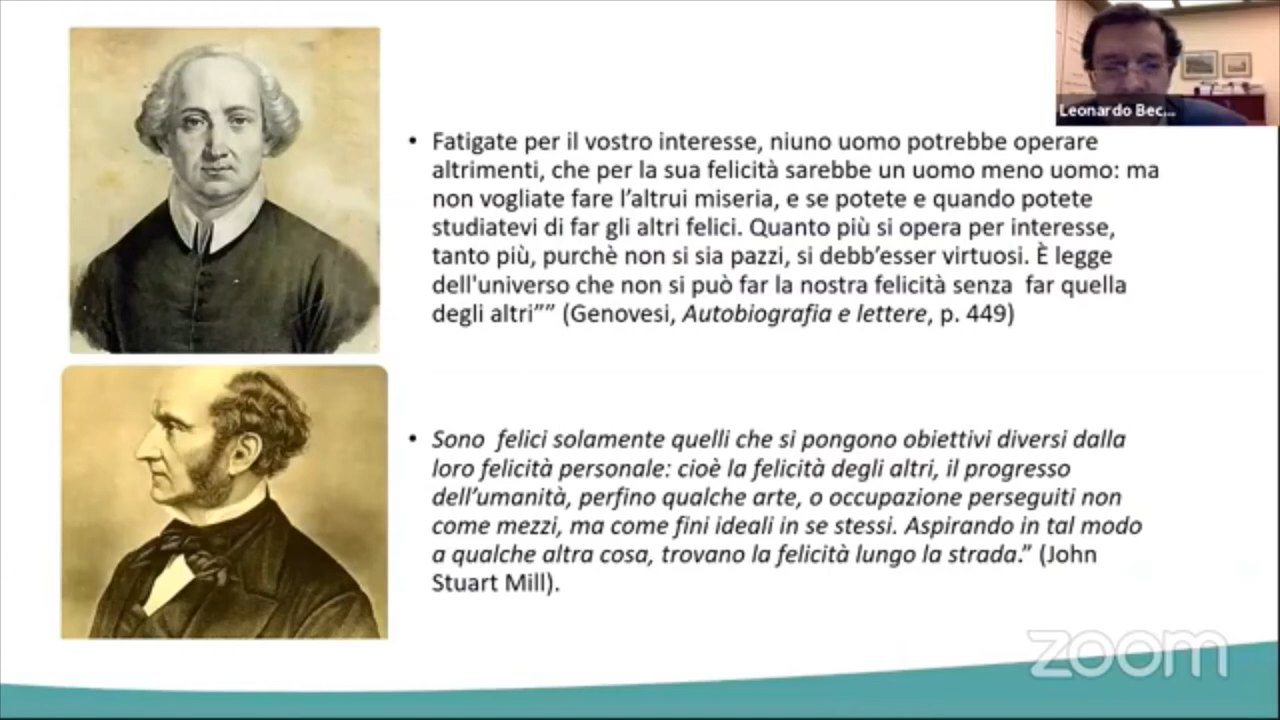 Leonardo Bec...
• Fatigate per il vostro interesse, niuno uomo potrebbe operare
altrimenti, che per la sua felicità sarebbe un uomo meno uomo: ma
non vogliate fare l’altrui miseria, e se potete e quando potete
studiatevi di far gli altri felici. Quanto più si opera per interesse,
tanto più, purchè non si sia pazzi, si debb’esser virtuosi. È legge
dell'universo che non si può far la nostra felicità senza  far quella
degli altri”” (Genovesi, Autobiografia e lettere, p. 449)
• Sono  felici solamente quelli che si pongono obiettivi diversi dalla
loro felicità personale: cioè la felicità degli altri, il progresso
dell’umanità, perfino qualche arte, o occupazione perseguiti non
come mezzi, ma come fini ideali in se stessi. Aspirando in tal modo
a qualche altra cosa, trovano la felicità lungo la strada.” (John
Stuart Mill).
zoom